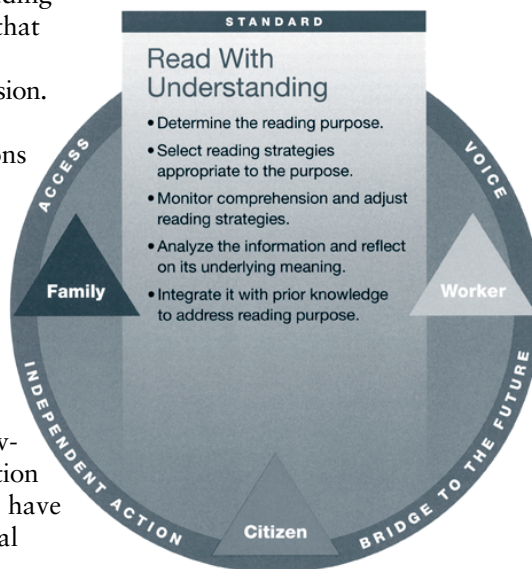 ding
that
sion.
ons
v-
tion
have
al
STANDARD
Read With
Understanding
• Determine the reading purpose.
• Select reading strategies
appropriate to the purpose.
• Monitor comprehension and adjust
reading strategies.
• Analyze the information and reflect
on its underlying meaning.
• Integrate it with prior knowledge
to address reading purpose.
ACCESS
VOICE
Family
Worker
INDEPENDENT ACTION
BRIDGE TO THE FUTURE
Citizen